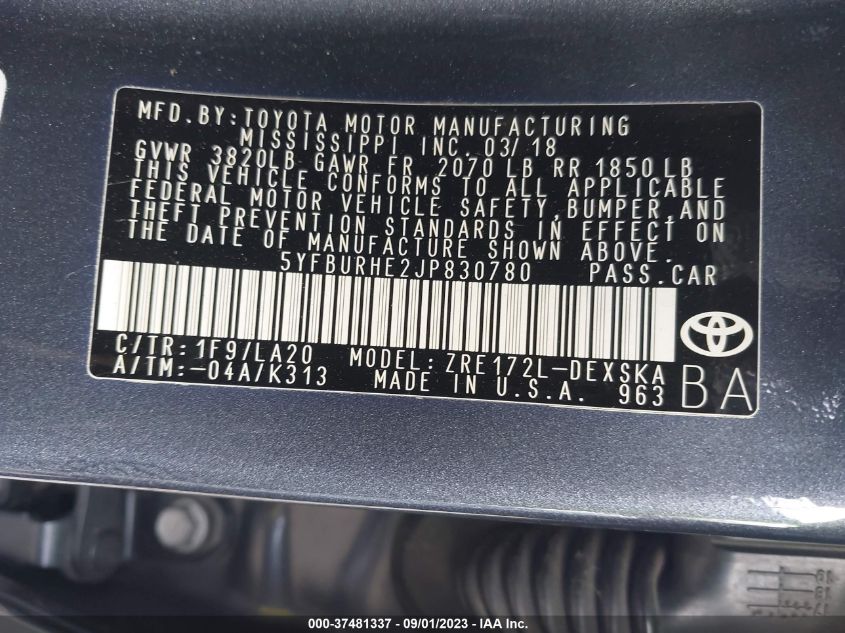 MFD.BY:TOYOTA MOTOR MANUFACTURING
MISSISSIPPI INC. 03/18
GVWR 3820LB GAWR FR 2070 LB RR 1850 LB
THIS VEHICLE CONFORMS TO ALL APPLICABLE
FEDERAL MOTOR VEHICLE SAFETY,BUMPER,AND
THEFT PREVENTION STANDARDS IN EFFECT ON
THE DATE OF MANUFACTURE SHOWN ABOVE.
5YFBURHE2JP830780 PASS.CAR
C/TR:1F9/LA20 MODEL:ZRE172L-DEXSKA
A/TM:-04A/K313 MADE IN U.S.A. 963
BA
000-37481337 - 09/01/2023 - IAA Inc.